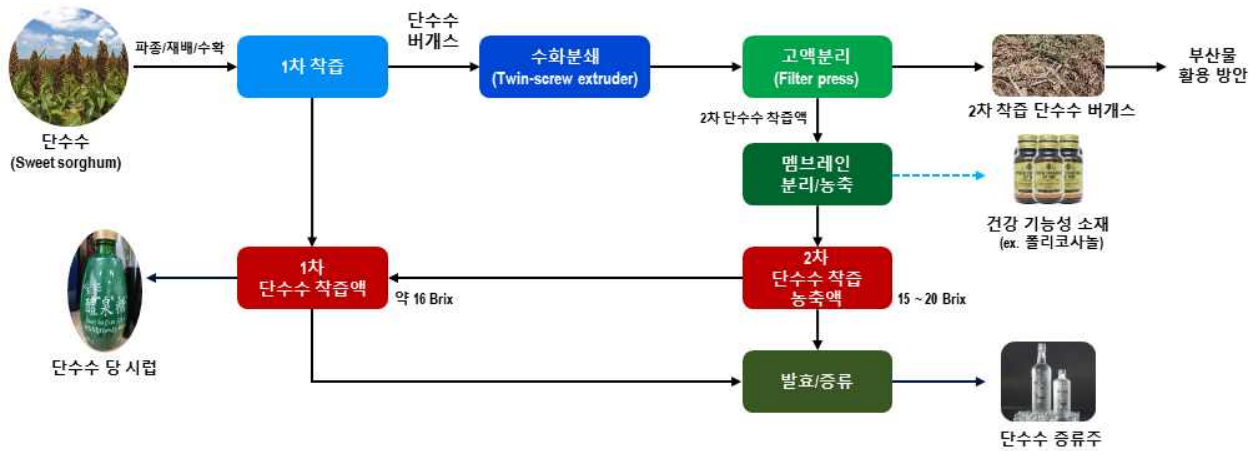 파종/재배/수확
1차 착즙
단수수
버개스
수화분쇄
(Twin-screw extruder)
고액분리
(Filter press)
부산물
활용 방안
단수수
(Sweet sorghum)
2차 단수수 착즙액
2차 착즙 단수수 버개스
멤브레인
분리/농축
건강 기능성 소재
(ex. 폴리코사놀)
1차
단수수 착즙액
약 16 Brix
2차
단수수 착즙
농축액
15 ~ 20 Brix
단수수 당 시럽
발효/증류
단수수 증류주